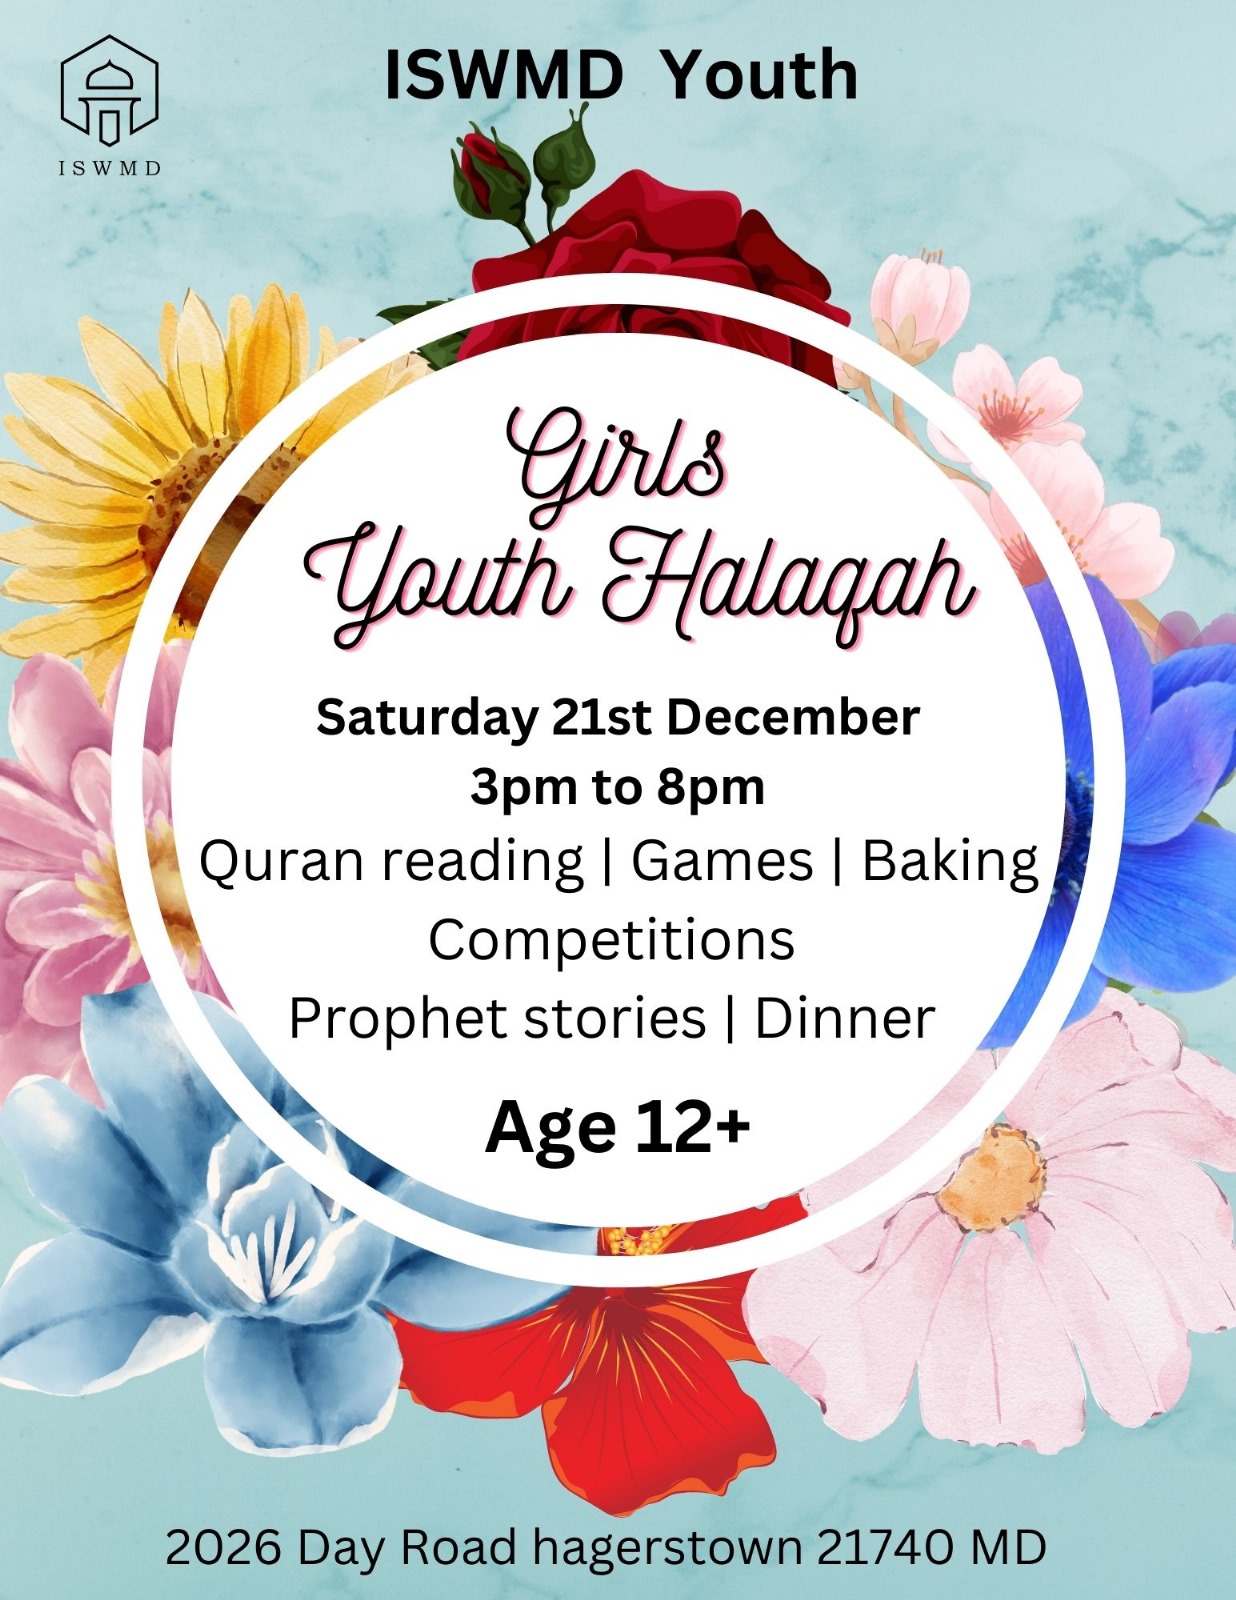 ISWMD
ISWMD Youth
Girls
Youth Halaqah
Saturday 21st December
3pm to 8pm
Quran reading | Games | Baking
Competitions
Prophet stories | Dinner
Age 12+
2026 Day Road hagerstown 21740 MD